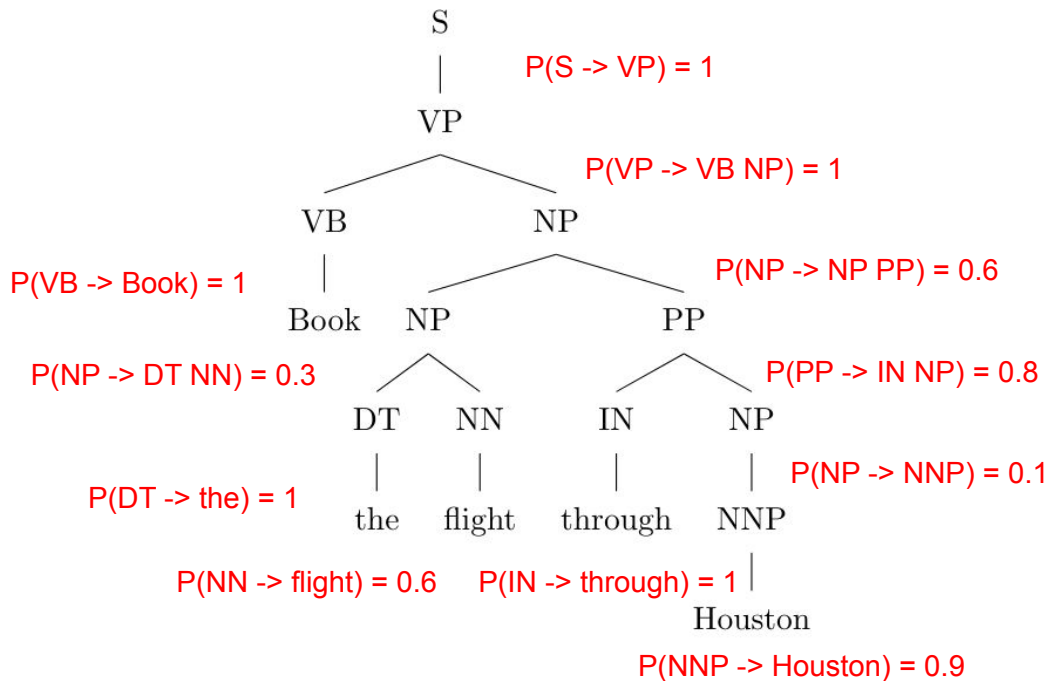 S
P(S -> VP) = 1
VP
P(VP -> VB NP) = 1
VB NP
P(VB -> Book) = 1
P(NP -> NP PP) = 0.6
Book NP PP
P(NP -> DT NN) = 0.3
P(PP -> IN NP) = 0.8
DT NN IN NP
P(NP -> NNP) = 0.1
P(DT -> the) = 1
the flight through NNP
P(NN -> flight) = 0.6 P(IN -> through) = 1
Houston
P(NNP -> Houston) = 0.9